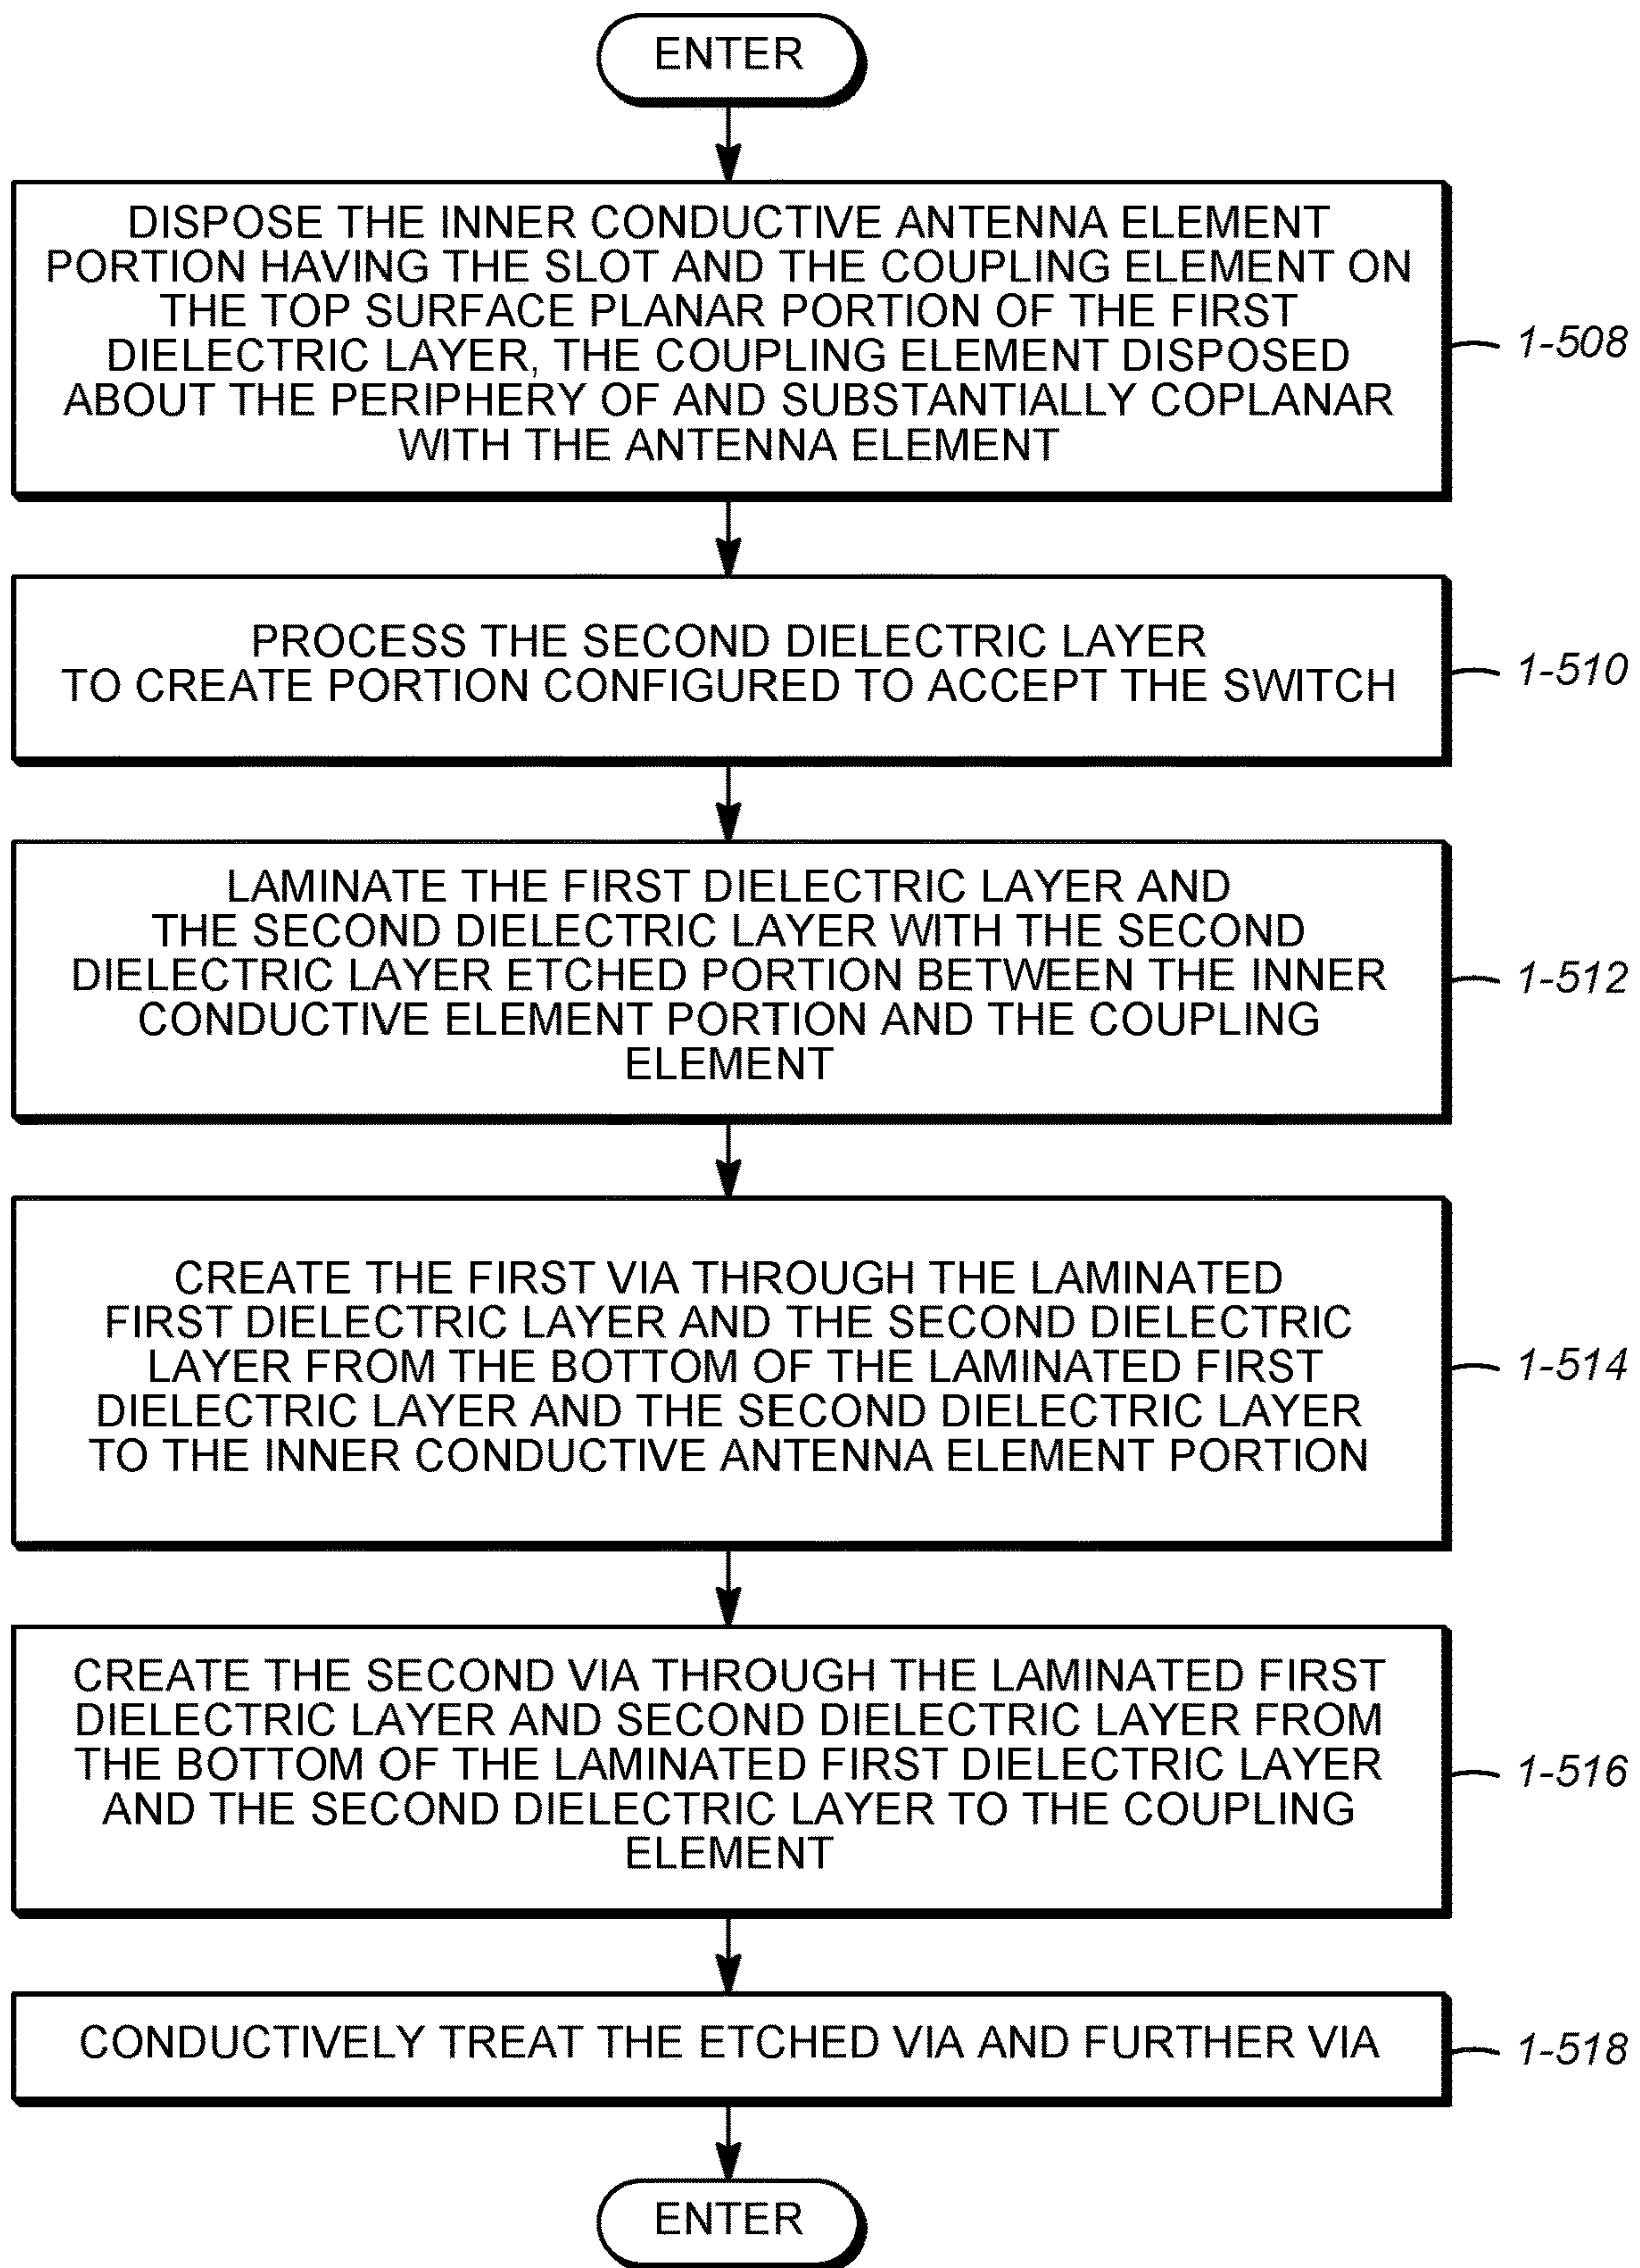 ENTER
DISPOSE THE INNER CONDUCTIVE ANTENNA ELEMENT
PORTION HAVING THE SLOT AND THE COUPLING ELEMENT ON
THE TOP SURFACE PLANAR PORTION OF THE FIRST
DIELECTRIC LAYER, THE COUPLING ELEMENT DISPOSED
ABOUT THE PERIPHERY OF AND SUBSTANTIALLY COPLANAR
WITH THE ANTENNA ELEMENT
1-508
PROCESS THE SECOND DIELECTRIC LAYER
TO CREATE PORTION CONFIGURED TO ACCEPT THE SWITCH
1-510
LAMINATE THE FIRST DIELECTRIC LAYER AND
THE SECOND DIELECTRIC LAYER WITH THE SECOND
DIELECTRIC LAYER ETCHED PORTION BETWEEN THE INNER
CONDUCTIVE ELEMENT PORTION AND THE COUPLING
ELEMENT
1-512
CREATE THE FIRST VIA THROUGH THE LAMINATED
FIRST DIELECTRIC LAYER AND THE SECOND DIELECTRIC
LAYER FROM THE BOTTOM OF THE LAMINATED FIRST
DIELECTRIC LAYER AND THE SECOND DIELECTRIC LAYER
TO THE INNER CONDUCTIVE ANTENNA ELEMENT PORTION
1-514
CREATE THE SECOND VIA THROUGH THE LAMINATED FIRST
DIELECTRIC LAYER AND SECOND DIELECTRIC LAYER FROM
THE BOTTOM OF THE LAMINATED FIRST DIELECTRIC LAYER
AND THE SECOND DIELECTRIC LAYER TO THE COUPLING
ELEMENT
1-516
CONDUCTIVELY TREAT THE ETCHED VIA AND FURTHER VIA
1-518
ENTER